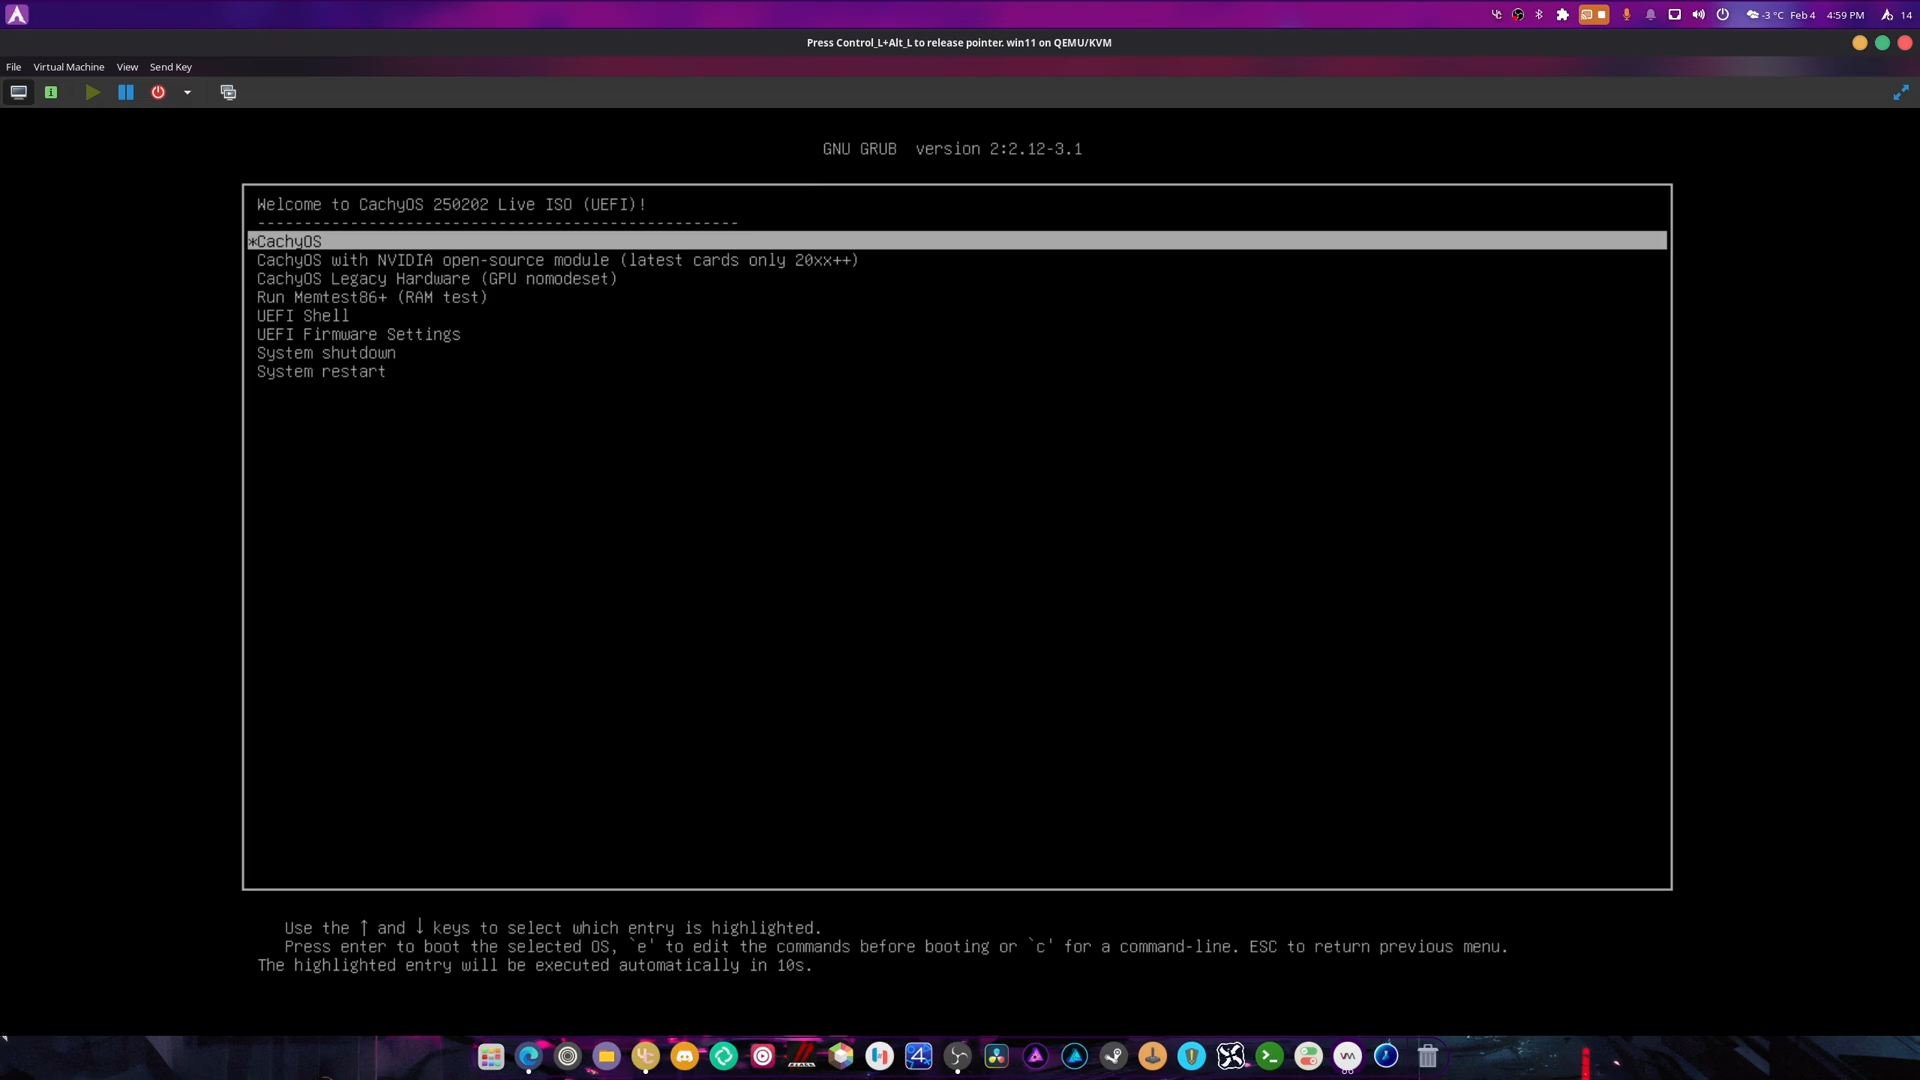 -3 °C Feb 4 4:59 PM 14
Press Control_L+Alt_L to release pointer. win11 on QEMU/KVM
File Virtual Machine View Send Key
GNU GRUB version 2:2.12-3.1
Welcome to CachyOS 250202 Live ISO (UEFI)!
----------------------------------------------------
*CachyOS
CachyOS with NVIDIA open-source module (latest cards only 20xx++)
CachyOS Legacy Hardware (GPU nomodeset)
Run Memtest86+ (RAM test)
UEFI Shell
UEFI Firmware Settings
System shutdown
System restart
Use the ↑ and ↓ keys to select which entry is highlighted.
Press enter to boot the selected OS, `e' to edit the commands before booting or `c' for a command-line. ESC to return previous menu.
The highlighted entry will be executed automatically in 10s.